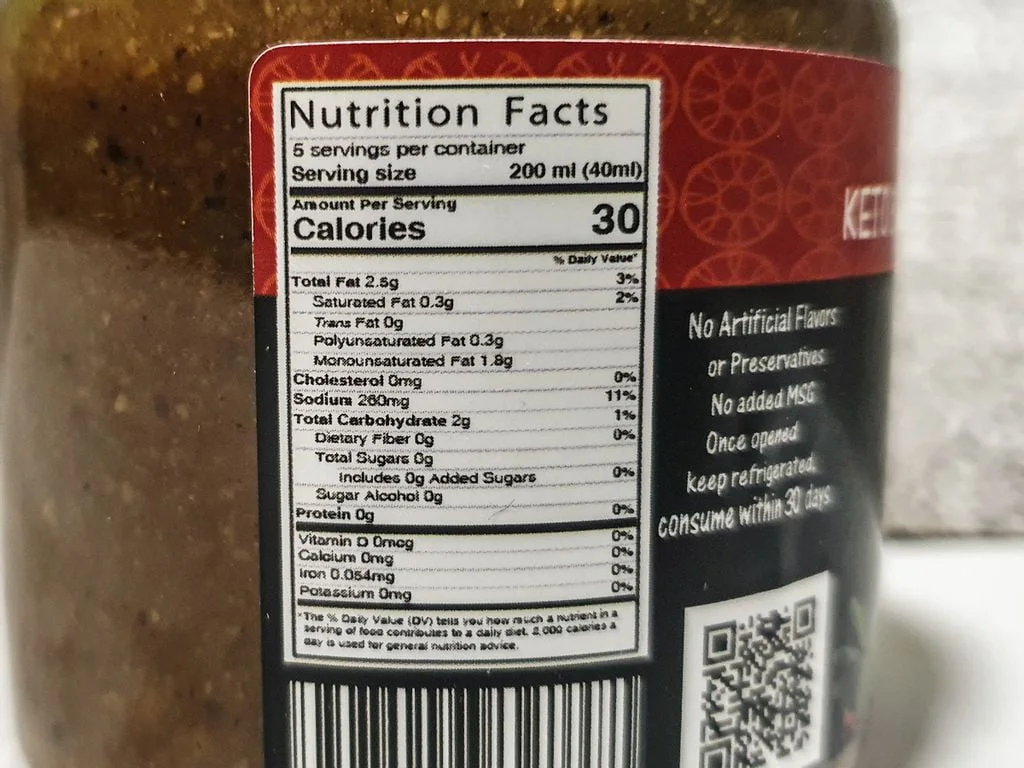 Nutrition Facts
5 servings per container
Serving size 200 ml (40ml)
Amount Per Serving
Calories 30
% Daily Value*
Total Fat 2.5g 3%
Saturated Fat 0.3g 2%
Trans Fat 0g
Polyunsaturated Fat 0.3g
Monounsaturated Fat 1.8g
Cholesterol 0mg 0%
Sodium 260mg 11%
Total Carbohydrate 2g 1%
Dietary Fiber 0g 0%
Total Sugars 0g
Includes 0g Added Sugars 0%
Sugar Alcohol 0g
Protein 0g 0%
Vitamin D 0mcg 0%
Calcium 0mg 0%
Iron 0.054mg 0%
Potassium 0mg 0%
*The % Daily Value (DV) tells you how much a nutrient in a
serving of food contributes to a daily diet. 2,000 calories a
day is used for general nutrition advice.
KETO
No Artificial Flavors
or Preservatives
No added MSG
Once opened
keep refrigerated.
consume within 30 days